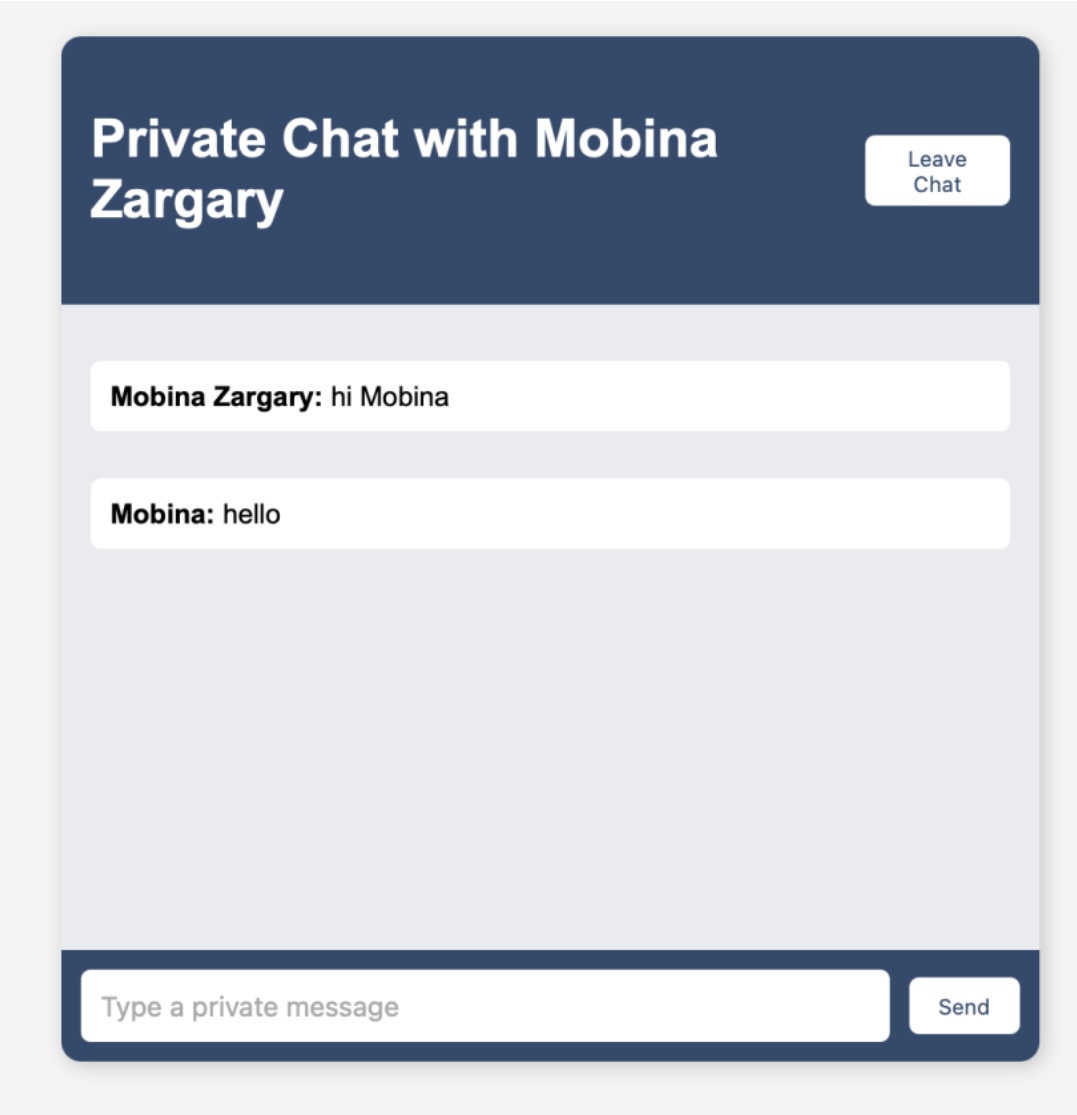 Private Chat with Mobina
Zargary
Leave
Chat
Mobina Zargary: hi Mobina
Mobina: hello
Type a private message
Send